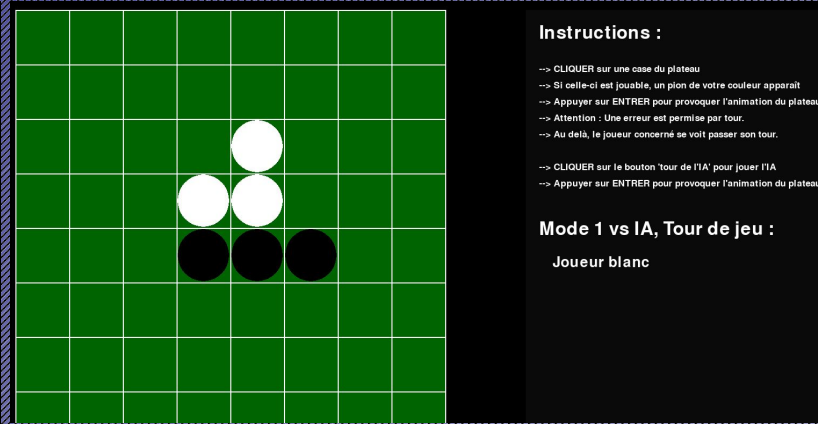 Instructions :
--> CLIQUER sur une case du plateau
--> Si celle-ci est jouable, un pion de votre couleur apparaît
--> Appuyer sur ENTRER pour provoquer l'animation du plateau
--> Attention : Une erreur est permise par tour.
--> Au delà, le joueur concerné se voit passer son tour.
--> CLIQUER sur le bouton 'tour de l'IA' pour jouer l'IA
--> Appuyer sur ENTRER pour provoquer l'animation du plateau
Mode 1 vs IA, Tour de jeu :
Joueur blanc